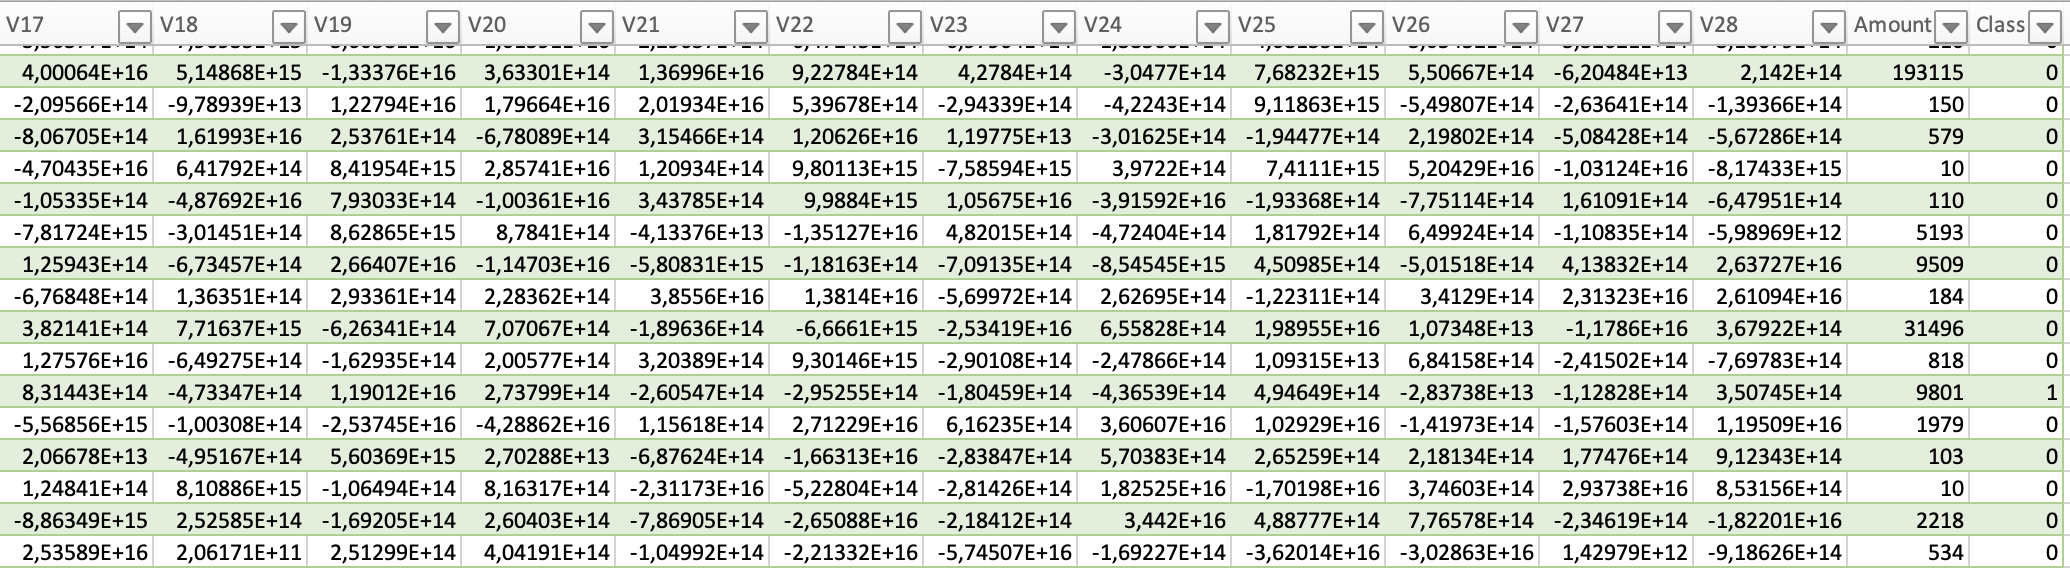 V17 V18 V19 V20 V21 V22 V23 V24 V25 V26 V27 V28 Amount Class
4,00064E+16 5,14868E+15 -1,33376E+16 3,63301E+14 1,36996E+16 9,22784E+14 4,2784E+14 -3,0477E+14 7,68232E+15 5,50667E+14 -6,20484E+13 2,142E+14 193115 0
-2,09566E+14 -9,78939E+13 1,22794E+16 1,79664E+16 2,01934E+16 5,39678E+14 -2,94339E+14 -4,2243E+14 9,11863E+15 -5,49807E+14 -2,63641E+14 -1,39366E+14 150 0
-8,06705E+14 1,61993E+16 2,53761E+14 -6,78089E+14 3,15466E+14 1,20626E+16 1,19775E+13 -3,01625E+14 -1,94477E+14 2,19802E+14 -5,08428E+14 -5,67286E+14 579 0
-4,70435E+16 6,41792E+14 8,41954E+15 2,85741E+16 1,20934E+14 9,80113E+15 -7,58594E+15 3,9722E+14 7,4111E+15 5,20429E+16 -1,03124E+16 -8,17433E+15 10 0
-1,05335E+14 -4,87692E+16 7,93033E+14 -1,00361E+16 3,43785E+14 9,9884E+15 1,05675E+16 -3,91592E+16 -1,93368E+14 -7,75114E+14 1,61091E+14 -6,47951E+14 110 0
-7,81724E+15 -3,01451E+14 8,62865E+15 8,7841E+14 -4,13376E+13 -1,35127E+16 4,82015E+14 -4,72404E+14 1,81792E+14 6,49924E+14 -1,10835E+14 -5,98969E+12 5193 0
1,25943E+14 -6,73457E+14 2,66407E+16 -1,14703E+16 -5,80831E+15 -1,18163E+14 -7,09135E+14 -8,54545E+15 4,50985E+14 -5,01518E+14 4,13832E+14 2,63727E+16 9509 0
-6,76848E+14 1,36351E+14 2,93361E+14 2,28362E+14 3,8556E+16 1,3814E+16 -5,69972E+14 2,62695E+14 -1,22311E+14 3,4129E+14 2,31323E+16 2,61094E+16 184 0
3,82141E+14 7,71637E+15 -6,26341E+14 7,07067E+14 -1,89636E+14 -6,6661E+15 -2,53419E+16 6,55828E+14 1,98955E+16 1,07348E+13 -1,1786E+16 3,67922E+14 31496 0
1,27576E+16 -6,49275E+14 -1,62935E+14 2,00577E+14 3,20389E+14 9,30146E+15 -2,90108E+14 -2,47866E+14 1,09315E+13 6,84158E+14 -2,41502E+14 -7,69783E+14 818 0
8,31443E+14 -4,73347E+14 1,19012E+16 2,73799E+14 -2,60547E+14 -2,95255E+14 -1,80459E+14 -4,36539E+14 4,94649E+14 -2,83738E+13 -1,12828E+14 3,50745E+14 9801 1
-5,56856E+15 -1,00308E+14 -2,53745E+16 -4,28862E+16 1,15618E+14 2,71229E+16 6,16235E+14 3,60607E+16 1,02929E+16 -1,41973E+14 -1,57603E+14 1,19509E+16 1979 0
2,06678E+13 -4,95167E+14 5,60369E+15 2,70288E+13 -6,87624E+14 -1,66313E+16 -2,83847E+14 5,70383E+14 2,65259E+14 2,18134E+14 1,77476E+14 9,12343E+14 103 0
1,24841E+14 8,10886E+15 -1,06494E+14 8,16317E+14 -2,31173E+16 -5,22804E+14 -2,81426E+14 1,82525E+16 -1,70198E+16 3,74603E+14 2,93738E+16 8,53156E+14 10 0
-8,86349E+15 2,52585E+14 -1,69205E+14 2,60403E+14 -7,86905E+14 -2,65088E+16 -2,18412E+14 3,442E+16 4,88777E+14 7,76578E+14 -2,34619E+14 -1,82201E+16 2218 0
2,53589E+16 2,06171E+11 2,51299E+14 4,04191E+14 -1,04992E+14 -2,21332E+16 -5,74507E+16 -1,69227E+14 -3,62014E+16 -3,02863E+16 1,42979E+12 -9,18626E+14 534 0